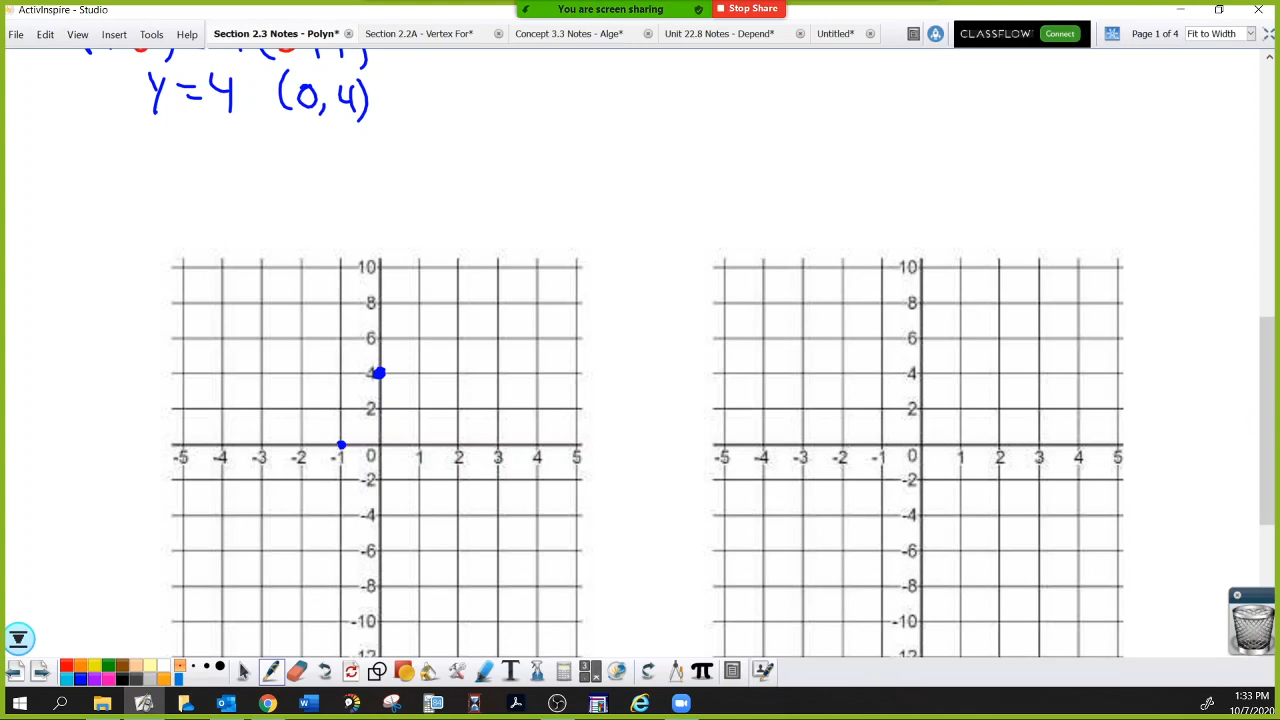 ActivInspire - Studio
You are screen sharing
Stop Share
File Edit View Insert Tools Help
Section 2.3 Notes - Polyn* Section 2.2A - Vertex For* Concept 3.3 Notes - Alge* Unit 22.8 Notes - Depend* Untitled*
CLASSFLOW Connect
Page 1 of 4 Fit to Width
y = 4 (0, 4)
10
8
6
4
2
-5 -4 -3 -2 -1 0 1 2 3 4 5
-2
-4
-6
-8
-10
-12
10
8
6
4
2
-5 -4 -3 -2 -1 0 1 2 3 4 5
-2
-4
-6
-8
-10
-12
1:33 PM
10/7/2020